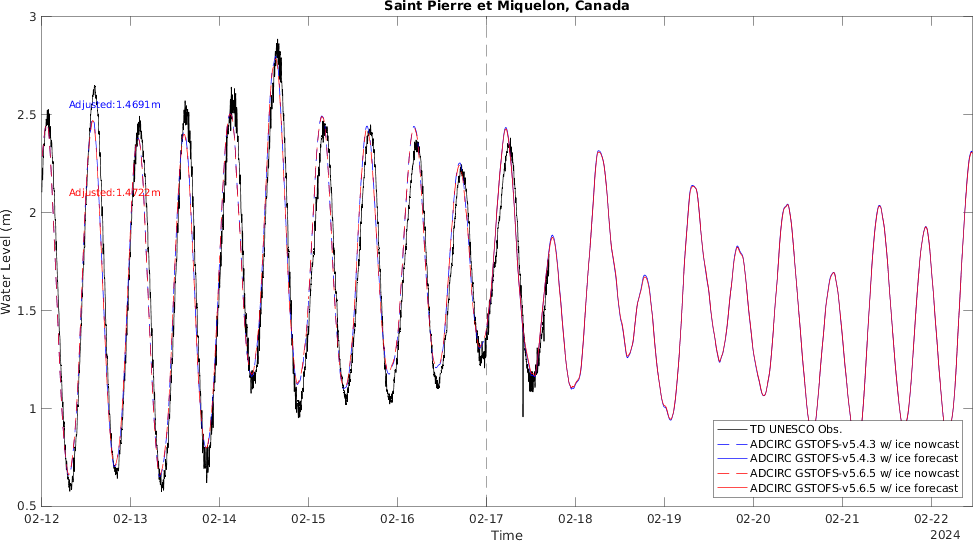 Saint Pierre et Miquelon, Canada
3
2.5
2
1.5
1
0.5
Water Level (m)
Adjusted:1.4691m
Adjusted:1.4722m
TD UNESCO Obs.
ADCIRC GSTOFS-v5.4.3 w/ ice nowcast
ADCIRC GSTOFS-v5.4.3 w/ ice forecast
ADCIRC GSTOFS-v5.6.5 w/ ice nowcast
ADCIRC GSTOFS-v5.6.5 w/ ice forecast
02-12 02-13 02-14 02-15 02-16 02-17 02-18 02-19 02-20 02-21 02-22
Time
2024